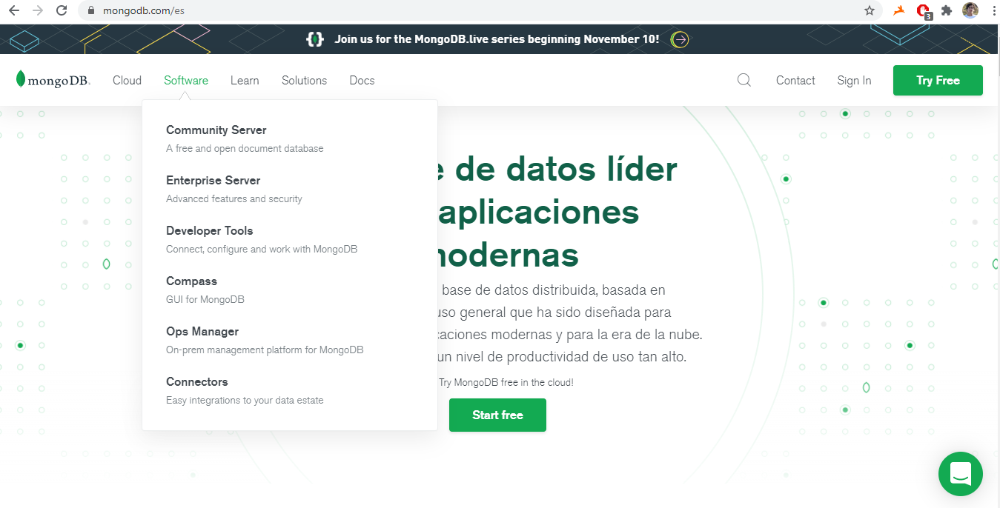 mongodb.com/es
3
Join us for the MongoDB.live series beginning November 10!
mongoDB.
Cloud
Software
Learn
Solutions
Docs
Contact
Sign In
Try Free
Community Server
A free and open document database
Enterprise Server
Advanced features and security
Developer Tools
Connect, configure and work with MongoDB
Compass
GUI for MongoDB
Ops Manager
On-prem management platform for MongoDB
Connectors
Easy integrations to your data estate
de datos líder
aplicaciones
modernas
base de datos distribuida, basada en
uso general que ha sido diseñada para
caciones modernas y para la era de la nube.
un nivel de productividad de uso tan alto.
Try MongoDB free in the cloud!
Start free